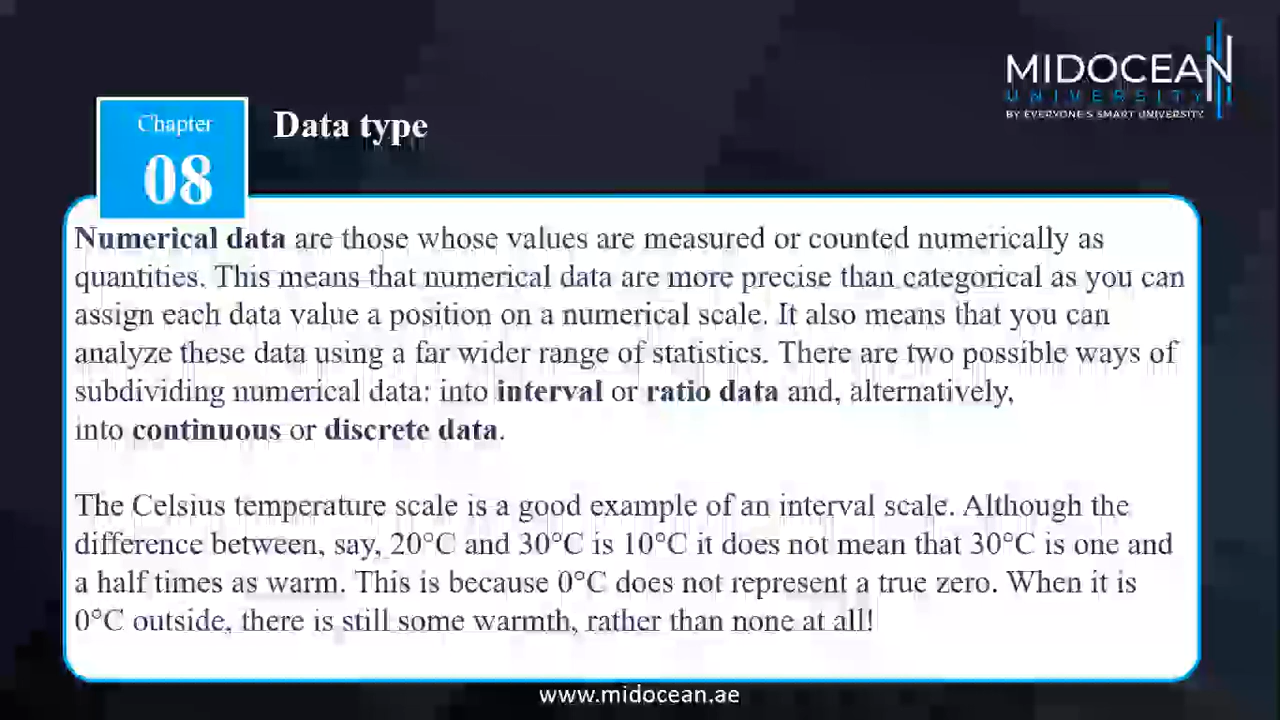 MIDOCEAN
UNIVERSITY
BY EVERYONE'S SMART UNIVERSITY
Chapter
08
Data type
Numerical data are those whose values are measured or counted numerically as
quantities. This means that numerical data are more precise than categorical as you can
assign each data value a position on a numerical scale. It also means that you can
analyze these data using a far wider range of statistics. There are two possible ways of
subdividing numerical data: into interval or ratio data and, alternatively,
into continuous or discrete data.
The Celsius temperature scale is a good example of an interval scale. Although the
difference between, say, 20°C and 30°C is 10°C it does not mean that 30°C is one and
a half times as warm. This is because 0°C does not represent a true zero. When it is
0°C outside, there is still some warmth, rather than none at all!
www.midocean.ae